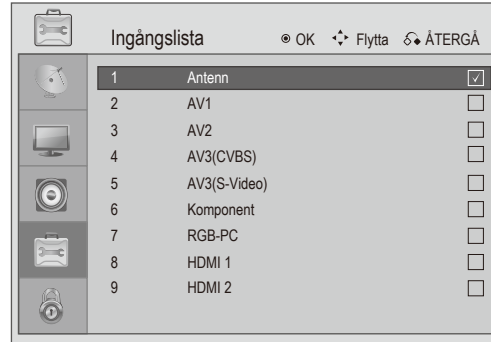 Ingångslista OK Flytta ÅTERGÅ
1 Antenn
2 AV1
3 AV2
4 AV3(CVBS)
5 AV3(S-Video)
6 Komponent
7 RGB-PC
8 HDMI 1
9 HDMI 2